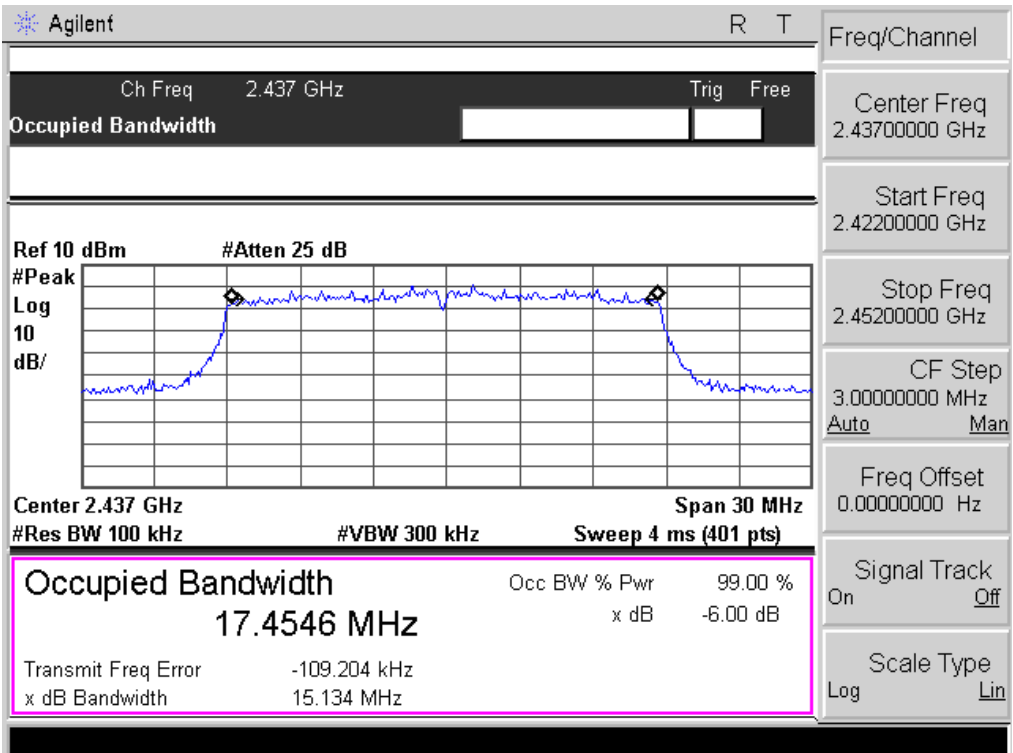 Agilent R T
Ch Freq 2.437 GHz Trig Free
Occupied Bandwidth
Ref 10 dBm #Atten 25 dB
#Peak
Log
10
dB/
Center 2.437 GHz Span 30 MHz
#Res BW 100 kHz #VBW 300 kHz Sweep 4 ms (401 pts)
Occupied Bandwidth Occ BW % Pwr 99.00 %
17.4546 MHz x dB -6.00 dB
Transmit Freq Error -109.204 kHz
x dB Bandwidth 15.134 MHz
Freq/Channel
Center Freq
2.43700000 GHz
Start Freq
2.42200000 GHz
Stop Freq
2.45200000 GHz
CF Step
3.00000000 MHz
Auto Man
Freq Offset
0.00000000 Hz
Signal Track
On Off
Scale Type
Log Lin